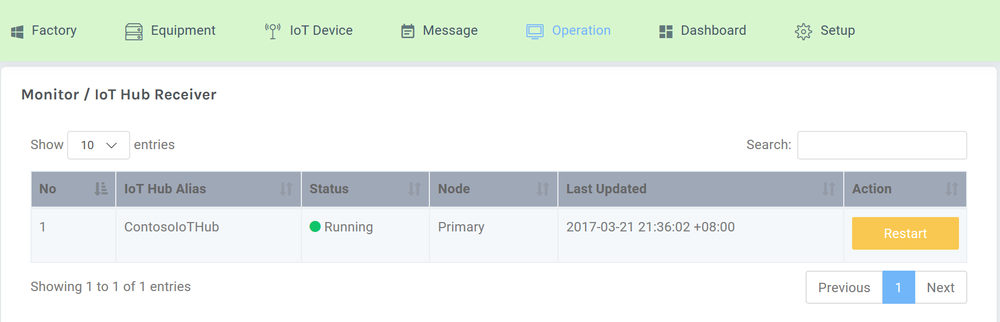 Factory Equipment IoT Device Message Operation Dashboard Setup
Monitor / IoT Hub Receiver
Show 10 entries Search:
No IoT Hub Alias Status Node Last Updated Action
1 ContosoIoTHub Running Primary 2017-03-21 21:36:02 +08:00 Restart
Showing 1 to 1 of 1 entries Previous 1 Next